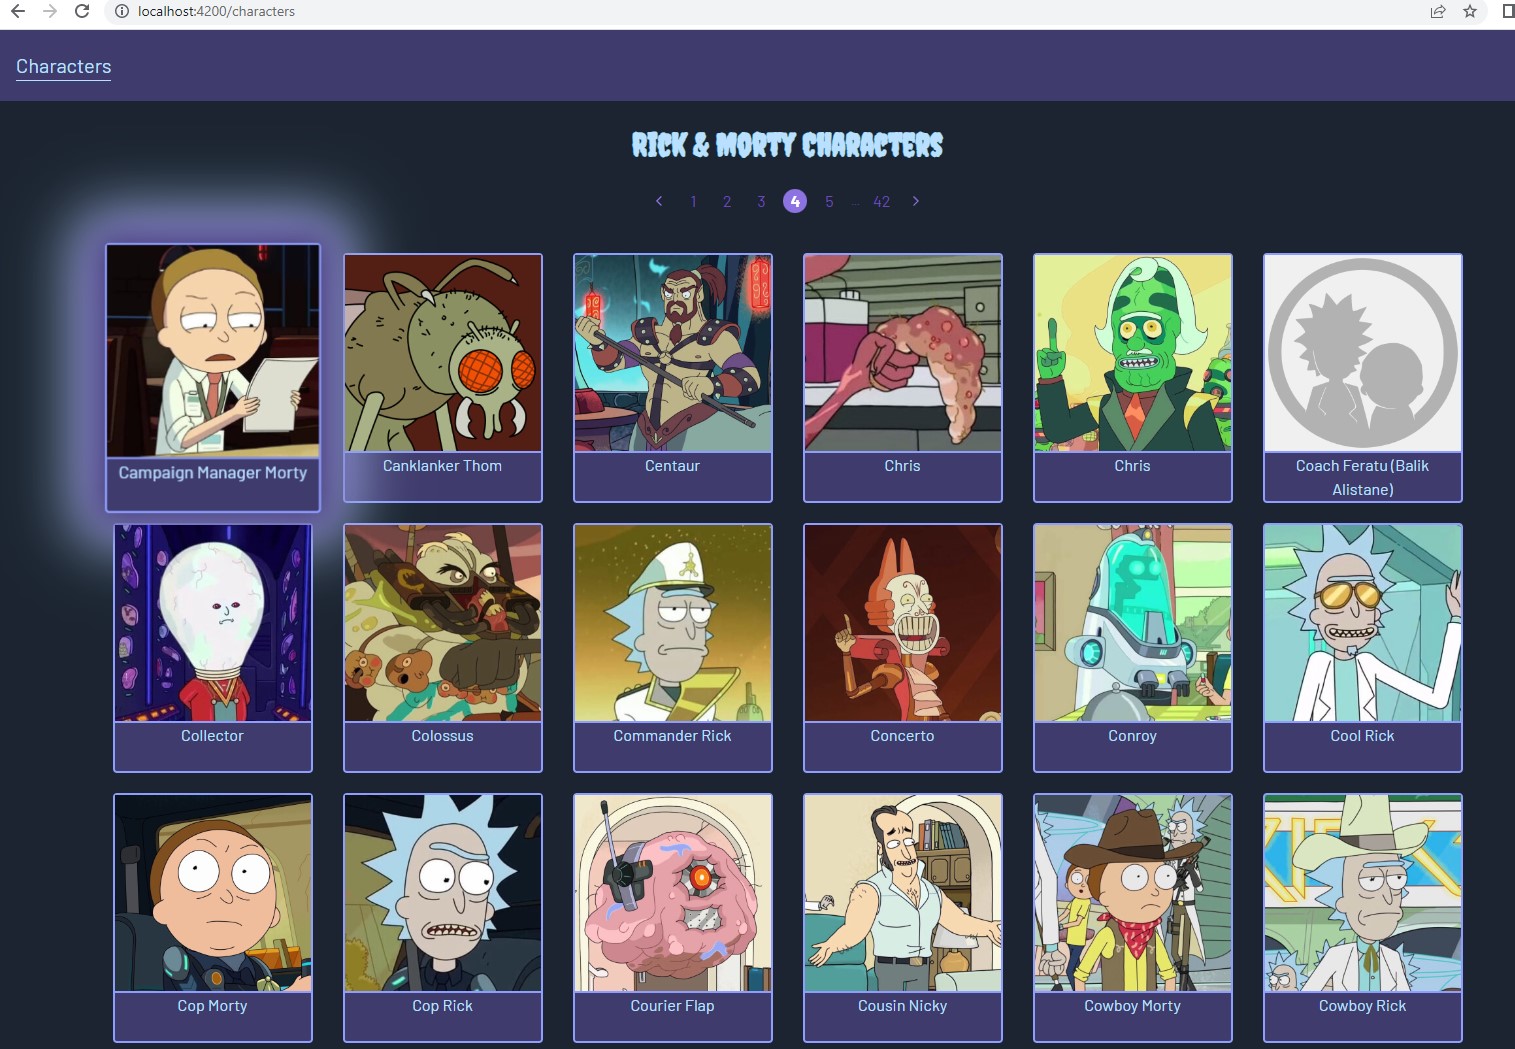 localhost:4200/characters
Characters
RICK & MORTY CHARACTERS
1 2 3 4 5 ... 42
Campaign Manager Morty
Canklanker Thom
Centaur
Chris
Chris
Coach Feratu (Balik
Alistane)
Collector
Colossus
Commander Rick
Concerto
Conroy
Cool Rick
Cop Morty
Cop Rick
Courier Flap
Cousin Nicky
Cowboy Morty
Cowboy Rick